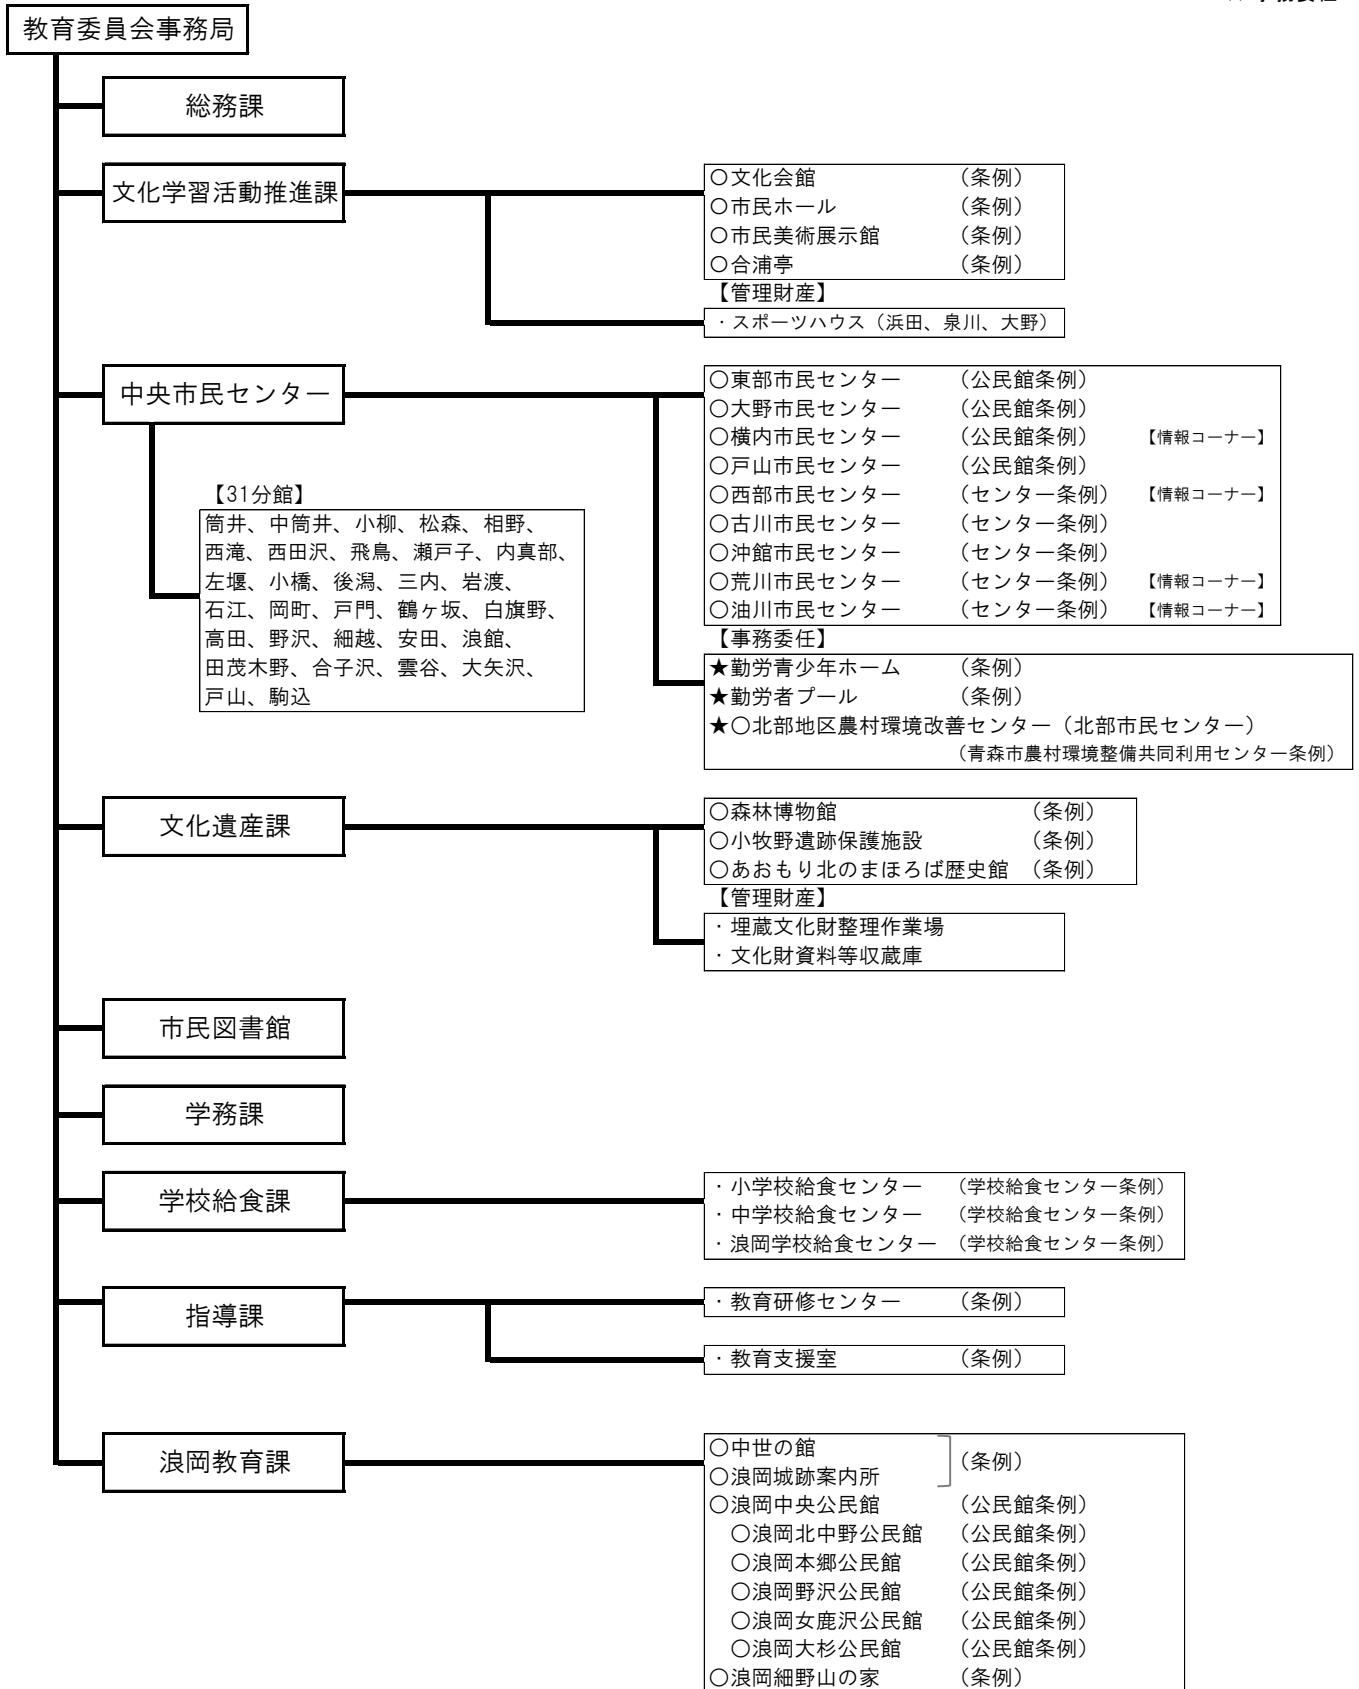 教育委員会事務局
総務課
文化学習活動推進課
〇文化会館 （条例）
〇市民ホール （条例）
〇市民美術展示館 （条例）
〇合浦亭 （条例）
【管理財産】
・スポーツハウス（浜田、泉川、大野）
中央市民センター
〇東部市民センター （公民館条例）
〇大野市民センター （公民館条例）
〇横内市民センター （公民館条例） 【情報コーナー】
〇戸山市民センター （公民館条例）
〇西部市民センター （センター条例） 【情報コーナー】
〇古川市民センター （センター条例）
〇沖館市民センター （センター条例）
〇荒川市民センター （センター条例） 【情報コーナー】
〇油川市民センター （センター条例） 【情報コーナー】
【31分館】
筒井、中筒井、小柳、松森、相野、
西滝、西田沢、飛鳥、瀬戸子、内真部、
左堰、小橋、後潟、三内、岩渡、
石江、岡町、戸門、鶴ヶ坂、白旗野、
高田、野沢、細越、安田、浪館、
田茂木野、合子沢、雲谷、大矢沢、
戸山、駒込
【事務委任】
★勤労青少年ホーム （条例）
★勤労者プール （条例）
★〇北部地区農村環境改善センター（北部市民センター）
（青森市農村環境整備共同利用センター条例）
文化遺産課
〇森林博物館 （条例）
〇小牧野遺跡保護施設 （条例）
〇あおもり北のまほろば歴史館 （条例）
【管理財産】
・埋蔵文化財整理作業場
・文化財資料等収蔵庫
市民図書館
学務課
学校給食課
・小学校給食センター （学校給食センター条例）
・中学校給食センター （学校給食センター条例）
・浪岡学校給食センター （学校給食センター条例）
指導課
・教育研修センター （条例）
・教育支援室 （条例）
浪岡教育課
〇中世の館
〇浪岡城跡案内所
（条例）
〇浪岡中央公民館 （公民館条例）
〇浪岡北中野公民館 （公民館条例）
〇浪岡本郷公民館 （公民館条例）
〇浪岡野沢公民館 （公民館条例）
〇浪岡女鹿沢公民館 （公民館条例）
〇浪岡大杉公民館 （公民館条例）
〇浪岡細野山の家 （条例）